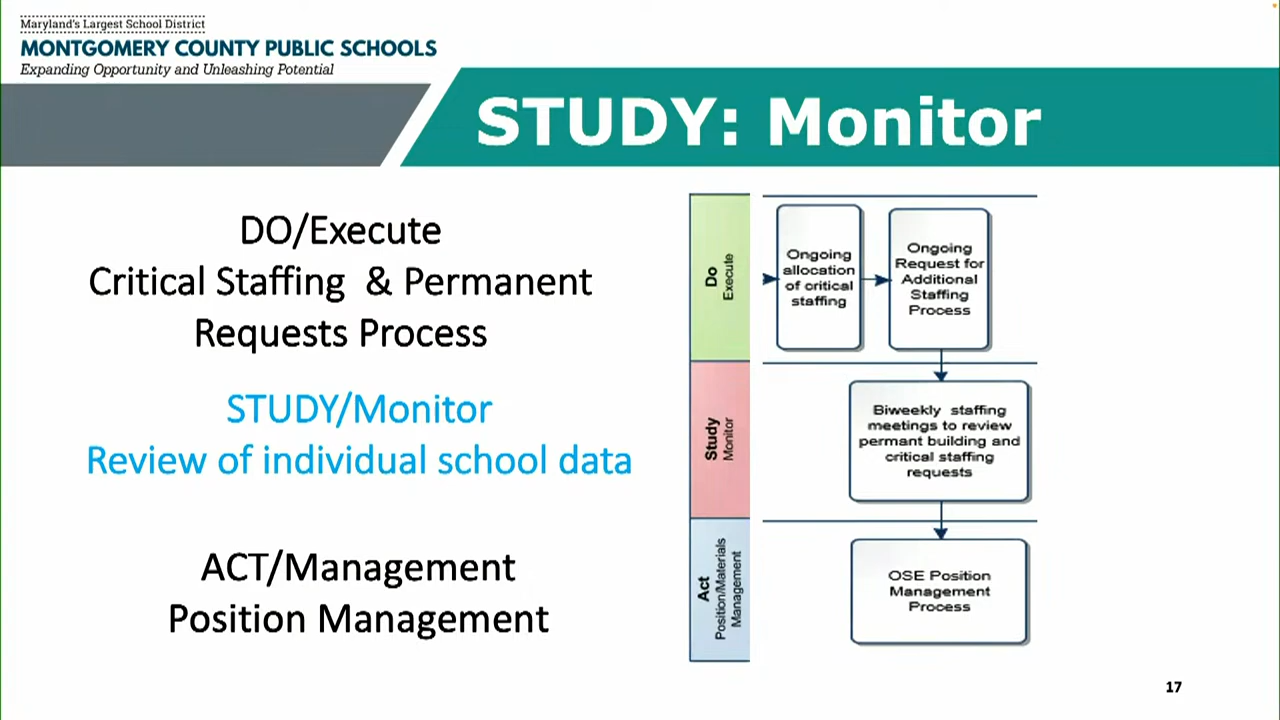 Maryland's Largest School District
MONTGOMERY COUNTY PUBLIC SCHOOLS
Expanding Opportunity and Unleashing Potential
STUDY: Monitor
DO/Execute
Critical Staffing & Permanent
Requests Process
STUDY/Monitor
Review of individual school data
ACT/Management
Position Management
Do
Execute
Ongoing
allocation
of critical
staffing
Ongoing
Request for
Additional
Staffing
Process
Study
Monitor
Biweekly staffing
meetings to review
permant building and
critical staffing
requests
Act
Position/Materials
Management
OSE Position
Management
Process
17